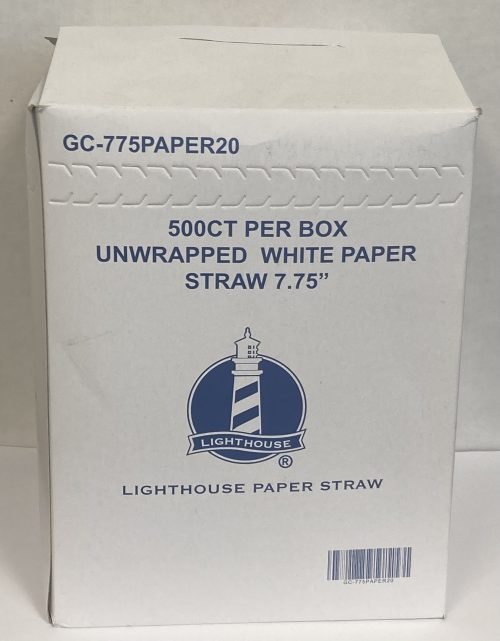 GC-775PAPER20
500CT PER BOX
UNWRAPPED WHITE PAPER
STRAW 7.75”
LIGHTHOUSE
®
LIGHTHOUSE PAPER STRAW
GC-775PAPER20